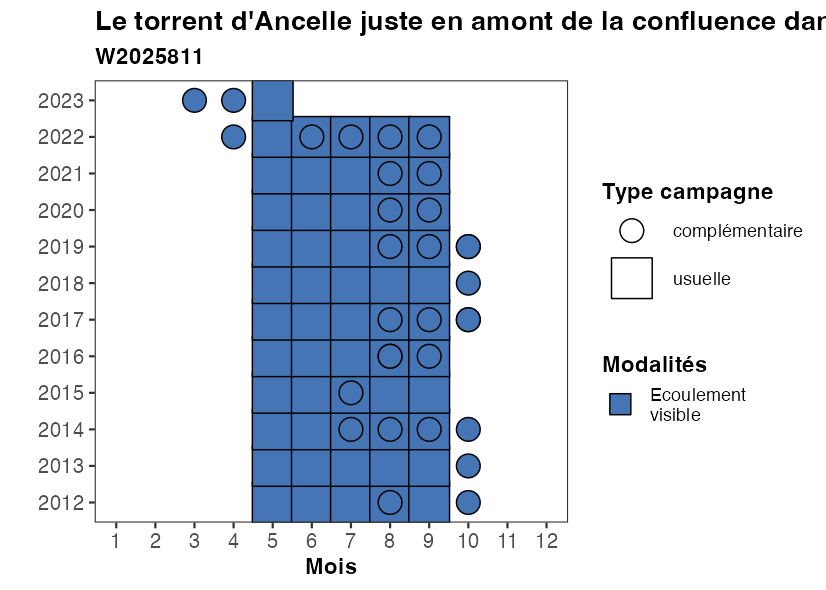 Le torrent d'Ancelle juste en amont de la confluence dan
W2025811
2023
2022
2021
2020
2019
2018
2017
2016
2015
2014
2013
2012
1 2 3 4 5 6 7 8 9 10 11 12
Mois
Type campagne
complémentaire
usuelle
Modalités
Ecoulement
visible